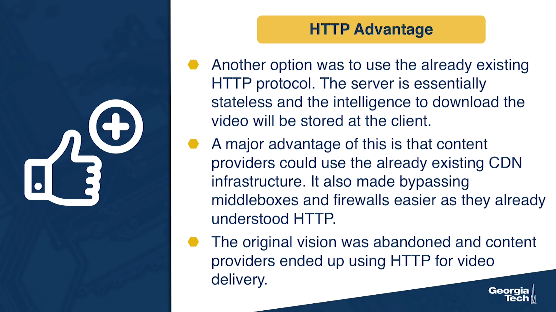 HTTP Advantage
Another option was to use the already existing
HTTP protocol. The server is essentially
stateless and the intelligence to download the
video will be stored at the client.
A major advantage of this is that content
providers could use the already existing CDN
infrastructure. It also made bypassing
middleboxes and firewalls easier as they already
understood HTTP.
The original vision was abandoned and content
providers ended up using HTTP for video
delivery.
Georgia
Tech